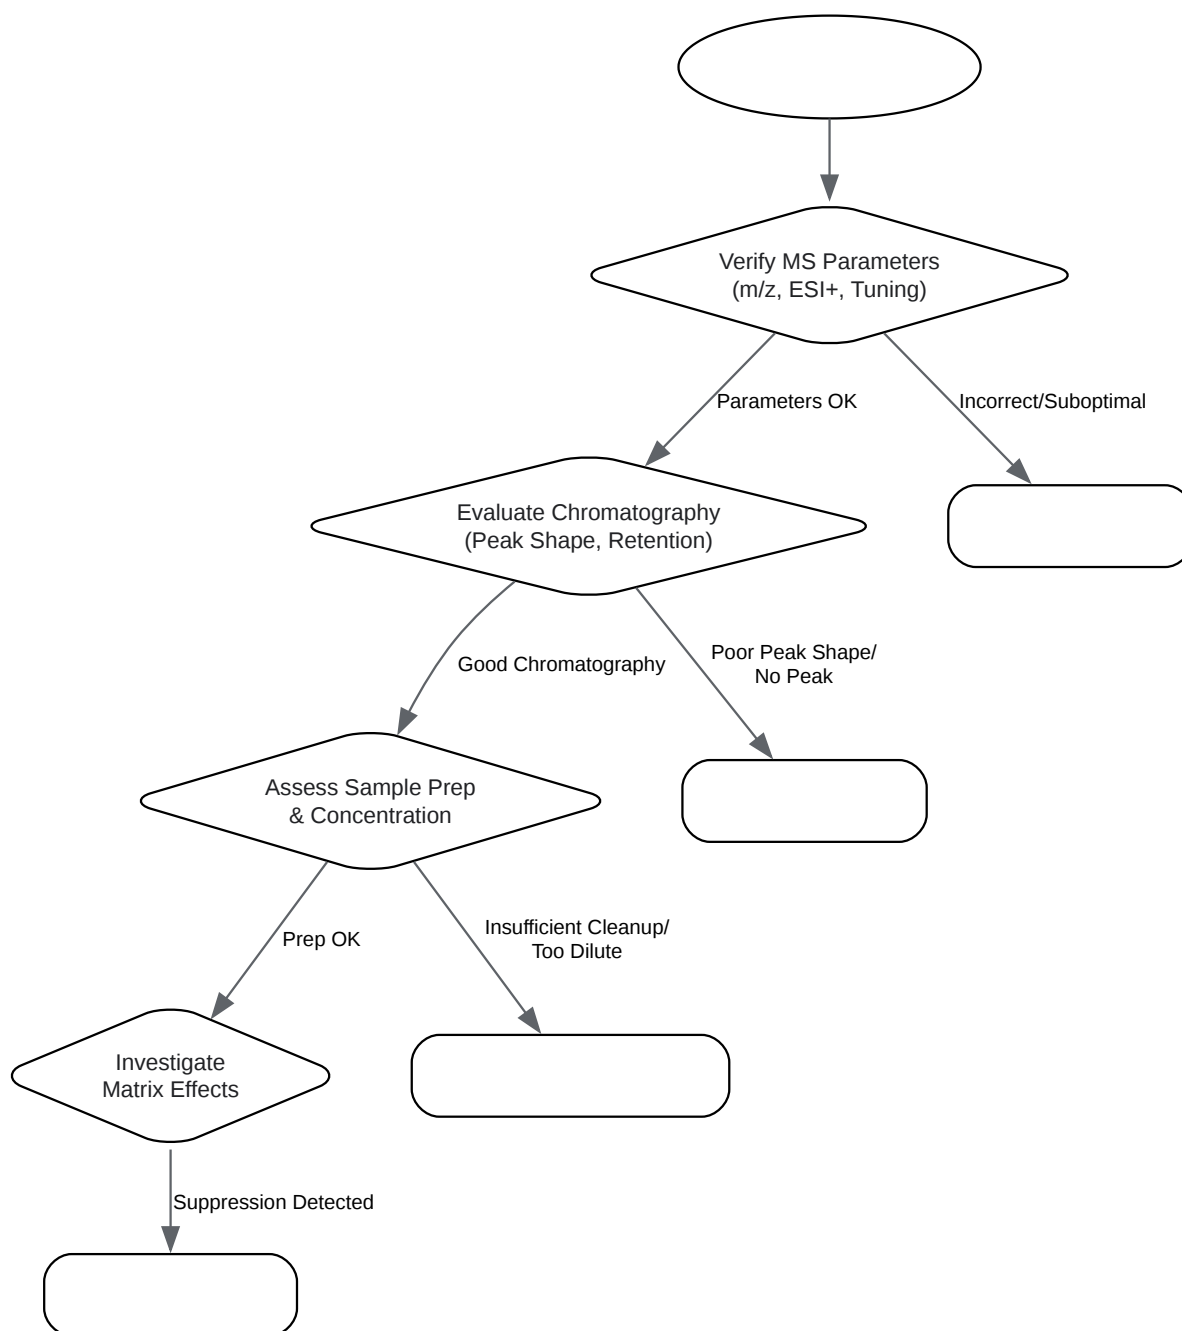 Verify MS Parameters
(m/z, ESI+, Tuning)
Parameters OK
Incorrect/Suboptimal
Evaluate Chromatography
(Peak Shape, Retention)
Good Chromatography
Poor Peak Shape/
No Peak
Assess Sample Prep
& Concentration
Prep OK
Insufficient Cleanup/
Too Dilute
Investigate
Matrix Effects
Suppression Detected